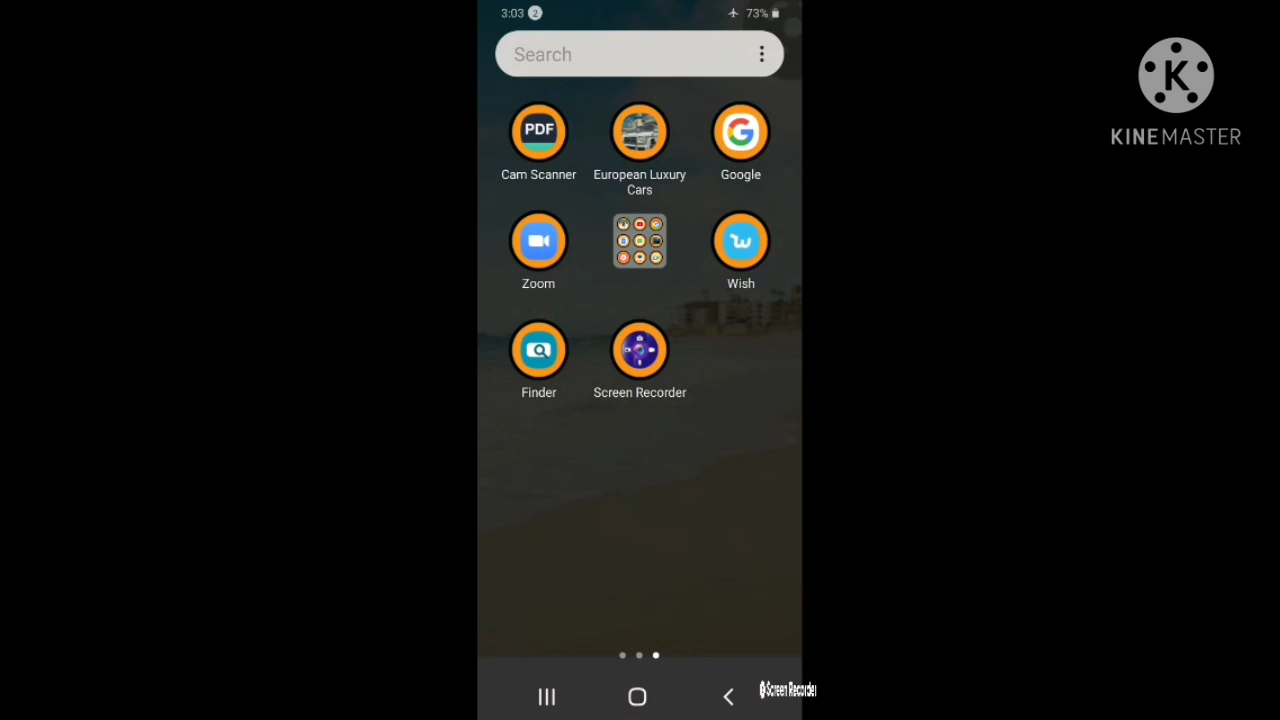 3:03 2 73%
Search
PDF
Cam Scanner
European Luxury
Cars
Google
Zoom
Wish
Finder
Screen Recorder
Screen Recorder
K
KINEMASTER